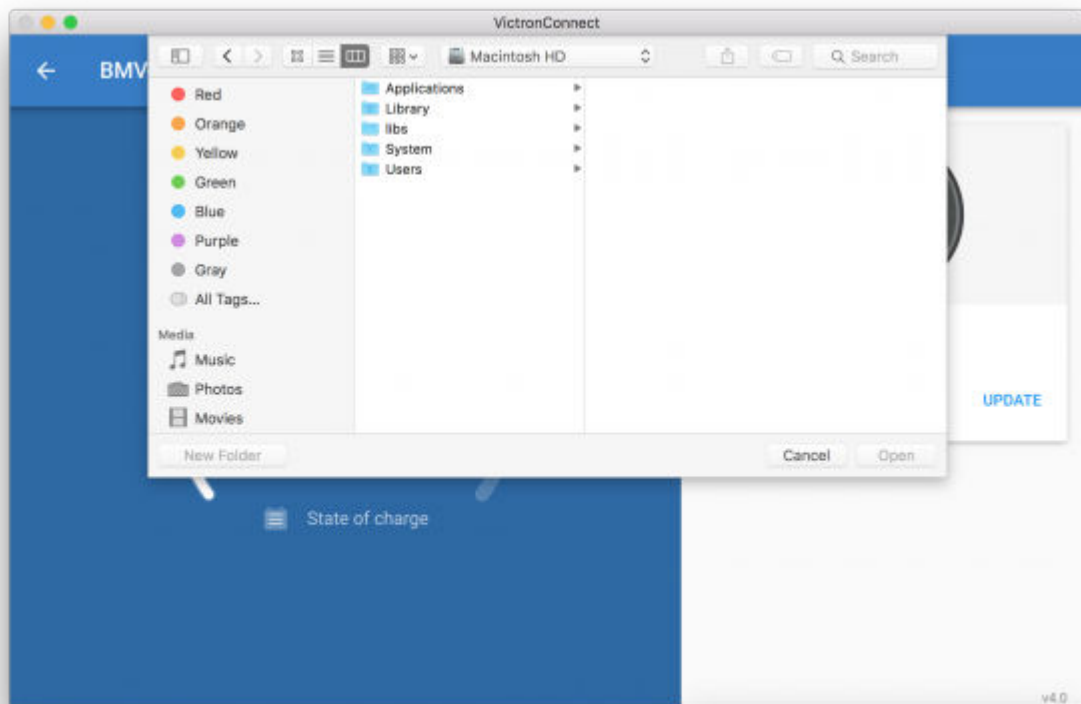 VictronConnect
BMV
Macintosh HD
Search
Red
Orange
Yellow
Green
Blue
Purple
Gray
All Tags...
Media
Music
Photos
Movies
Applications
Library
libs
System
Users
New Folder
Cancel
Open
UPDATE
State of charge
v4.0